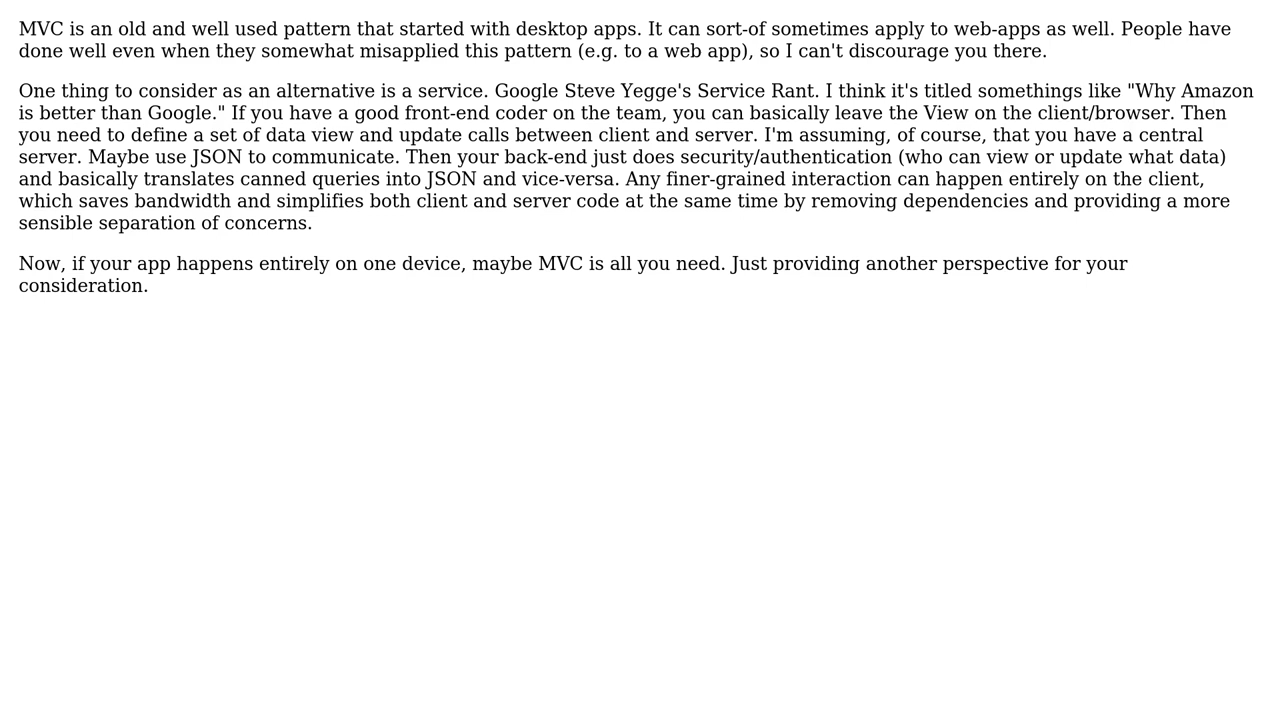 MVC is an old and well used pattern that started with desktop apps. It can sort-of sometimes apply to web-apps as well. People have
done well even when they somewhat misapplied this pattern (e.g. to a web app), so I can't discourage you there.
One thing to consider as an alternative is a service. Google Steve Yegge's Service Rant. I think it's titled somethings like "Why Amazon
is better than Google." If you have a good front-end coder on the team, you can basically leave the View on the client/browser. Then
you need to define a set of data view and update calls between client and server. I'm assuming, of course, that you have a central
server. Maybe use JSON to communicate. Then your back-end just does security/authentication (who can view or update what data)
and basically translates canned queries into JSON and vice-versa. Any finer-grained interaction can happen entirely on the client,
which saves bandwidth and simplifies both client and server code at the same time by removing dependencies and providing a more
sensible separation of concerns.
Now, if your app happens entirely on one device, maybe MVC is all you need. Just providing another perspective for your
consideration.